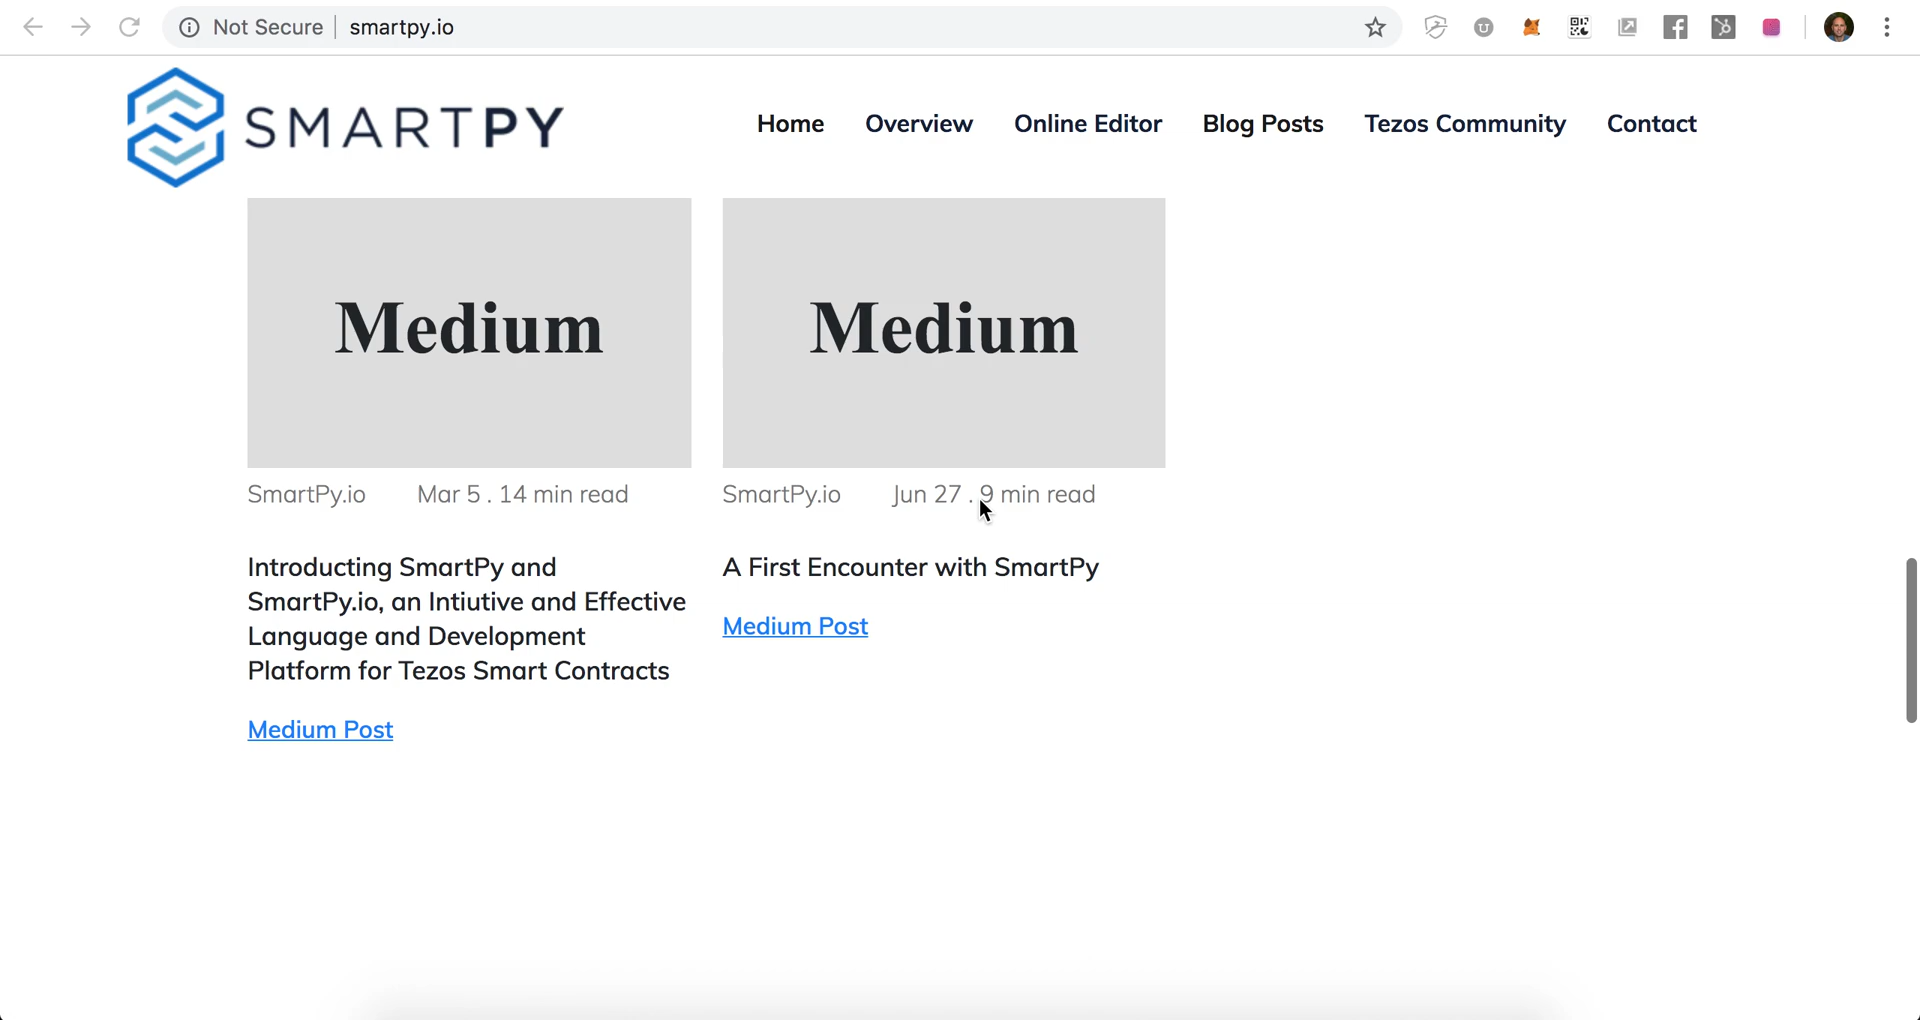 Not Secure smartpy.io
SMARTPY
Home Overview Online Editor Blog Posts Tezos Community Contact
Medium
SmartPy.io Mar 5 . 14 min read
Introducting SmartPy and
SmartPy.io, an Intiutive and Effective
Language and Development
Platform for Tezos Smart Contracts
Medium Post
Medium
SmartPy.io Jun 27 . 9 min read
A First Encounter with SmartPy
Medium Post